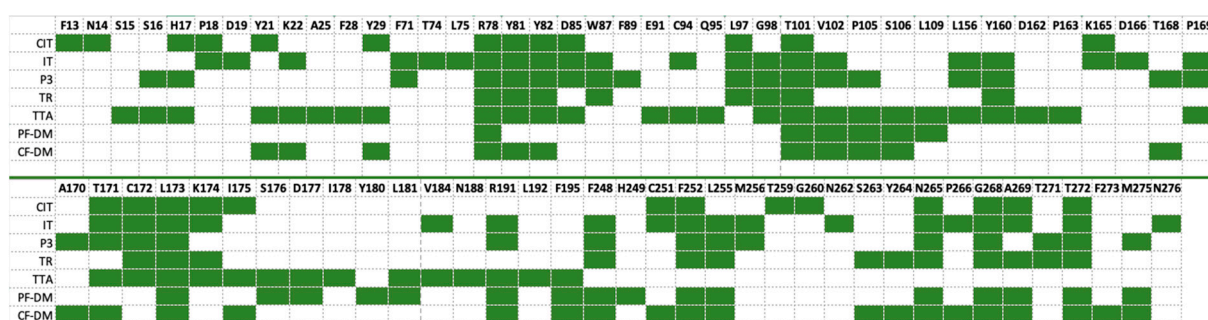 F13 N14 S15 S16 H17 P18 D19 Y21 K22 A25 F28 Y29 F71 T74 L75 R78 Y81 Y82 D85 W87 F89 E91 C94 Q95 L97 G98 T101 V102 P105 S106 L109 L156 Y160 D162 P163 K165 D166 T168 P169
CIT
IT
P3
TR
TTA
PF-DM
CF-DM
A170 T171 C172 L173 K174 I175 S176 D177 I178 Y180 L181 V184 N188 R191 L192 F195 F248 H249 C251 F252 L255 M256 T259 G260 N262 S263 Y264 N265 P266 G268 A269 T271 T272 F273 M275 N276
CIT
IT
P3
TR
TTA
PF-DM
CF-DM